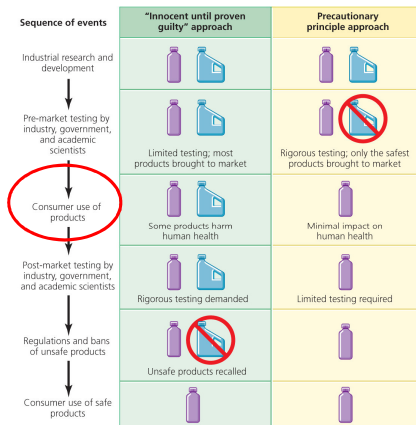 Sequence of events
"Innocent until proven
guilty" approach
Precautionary
principle approach
Industrial research and
development
Pre-market testing by
industry, government,
and academic
scientists
Limited testing; most
products brought to market
Rigorous testing; only the safest
products brought to market
Consumer use of
products
Some products harm
human health
Minimal impact on
human health
Post-market testing by
industry, government,
and academic scientists
Rigorous testing demanded
Limited testing required
Regulations and bans
of unsafe products
Unsafe products recalled
Consumer use of safe
products